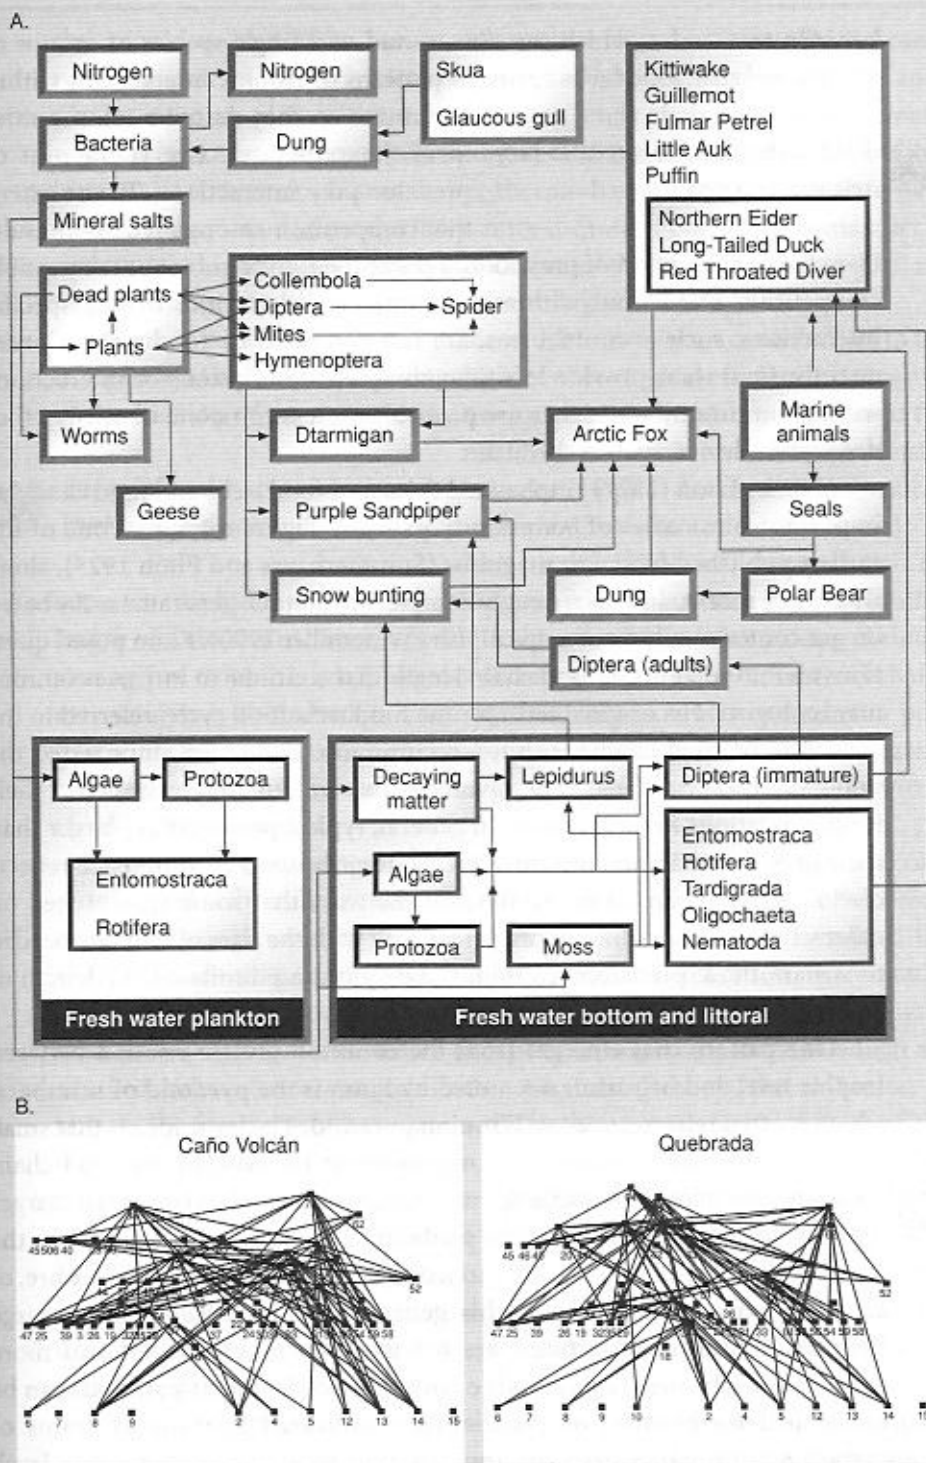 A.
Nitrogen
Nitrogen
Skua
Glaucous gull
Bacteria
Dung
Mineral salts
Kittiwake
Guillemot
Fulmar Petrel
Little Auk
Puffin
Northern Eider
Long-Tailed Duck
Red Throated Diver
Dead plants
Plants
Collembola
Diptera
Mites
Hymenoptera
Spider
Worms
Dtarmigan
Arctic Fox
Marine
animals
Geese
Purple Sandpiper
Seals
Snow bunting
Dung
Polar Bear
Diptera (adults)
Algae
Protozoa
Entomostraca
Rotifera
Fresh water plankton
Decaying
matter
Lepidurus
Diptera (immature)
Algae
Entomostraca
Rotifera
Tardigrada
Oligochaeta
Nematoda
Protozoa
Moss
Fresh water bottom and littoral
B.
Caño Volcán
52
47 25
37
7 8 9 2 4 5 12 13 14 15
Quebrada
52
47 25 39
18
6 7 8 9 10 2 4 5 12 13 14